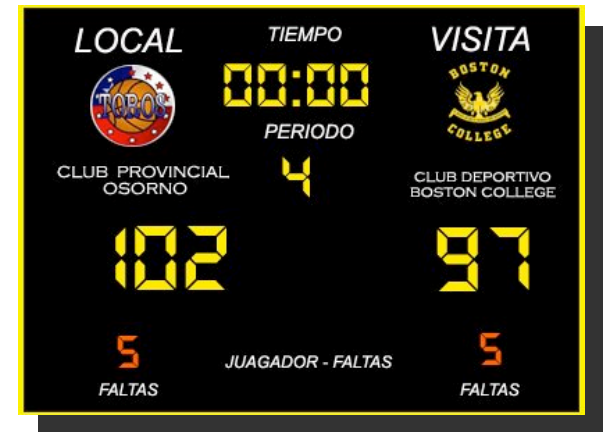 LOCAL
TIEMPO
VISITA
TOROS
00:00
BOSTON
COLLEGE
PERIODO
4
CLUB PROVINCIAL
OSORNO
CLUB DEPORTIVO
BOSTON COLLEGE
102
97
5
JUAGADOR - FALTAS
5
FALTAS
FALTAS